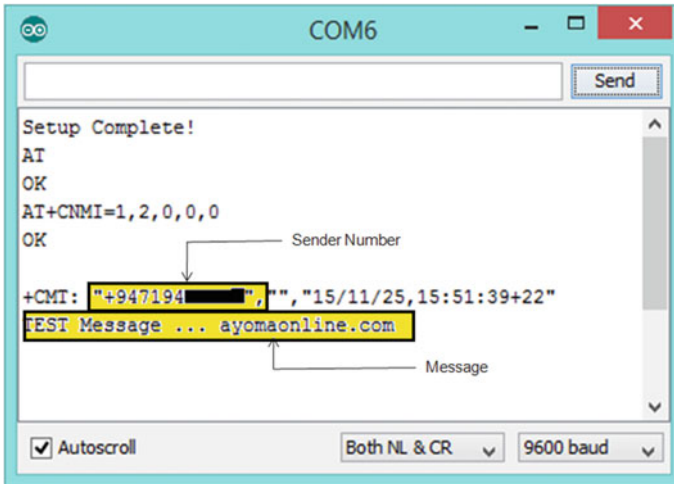 COM6
Send
Setup Complete!
AT
OK
AT+CNMI=1,2,0,0,0
OK
Sender Number
+CMT: "+947194","","15/11/25,15:51:39+22"
TEST Message ... ayomaonline.com
Message
Autoscroll
Both NL & CR
9600 baud